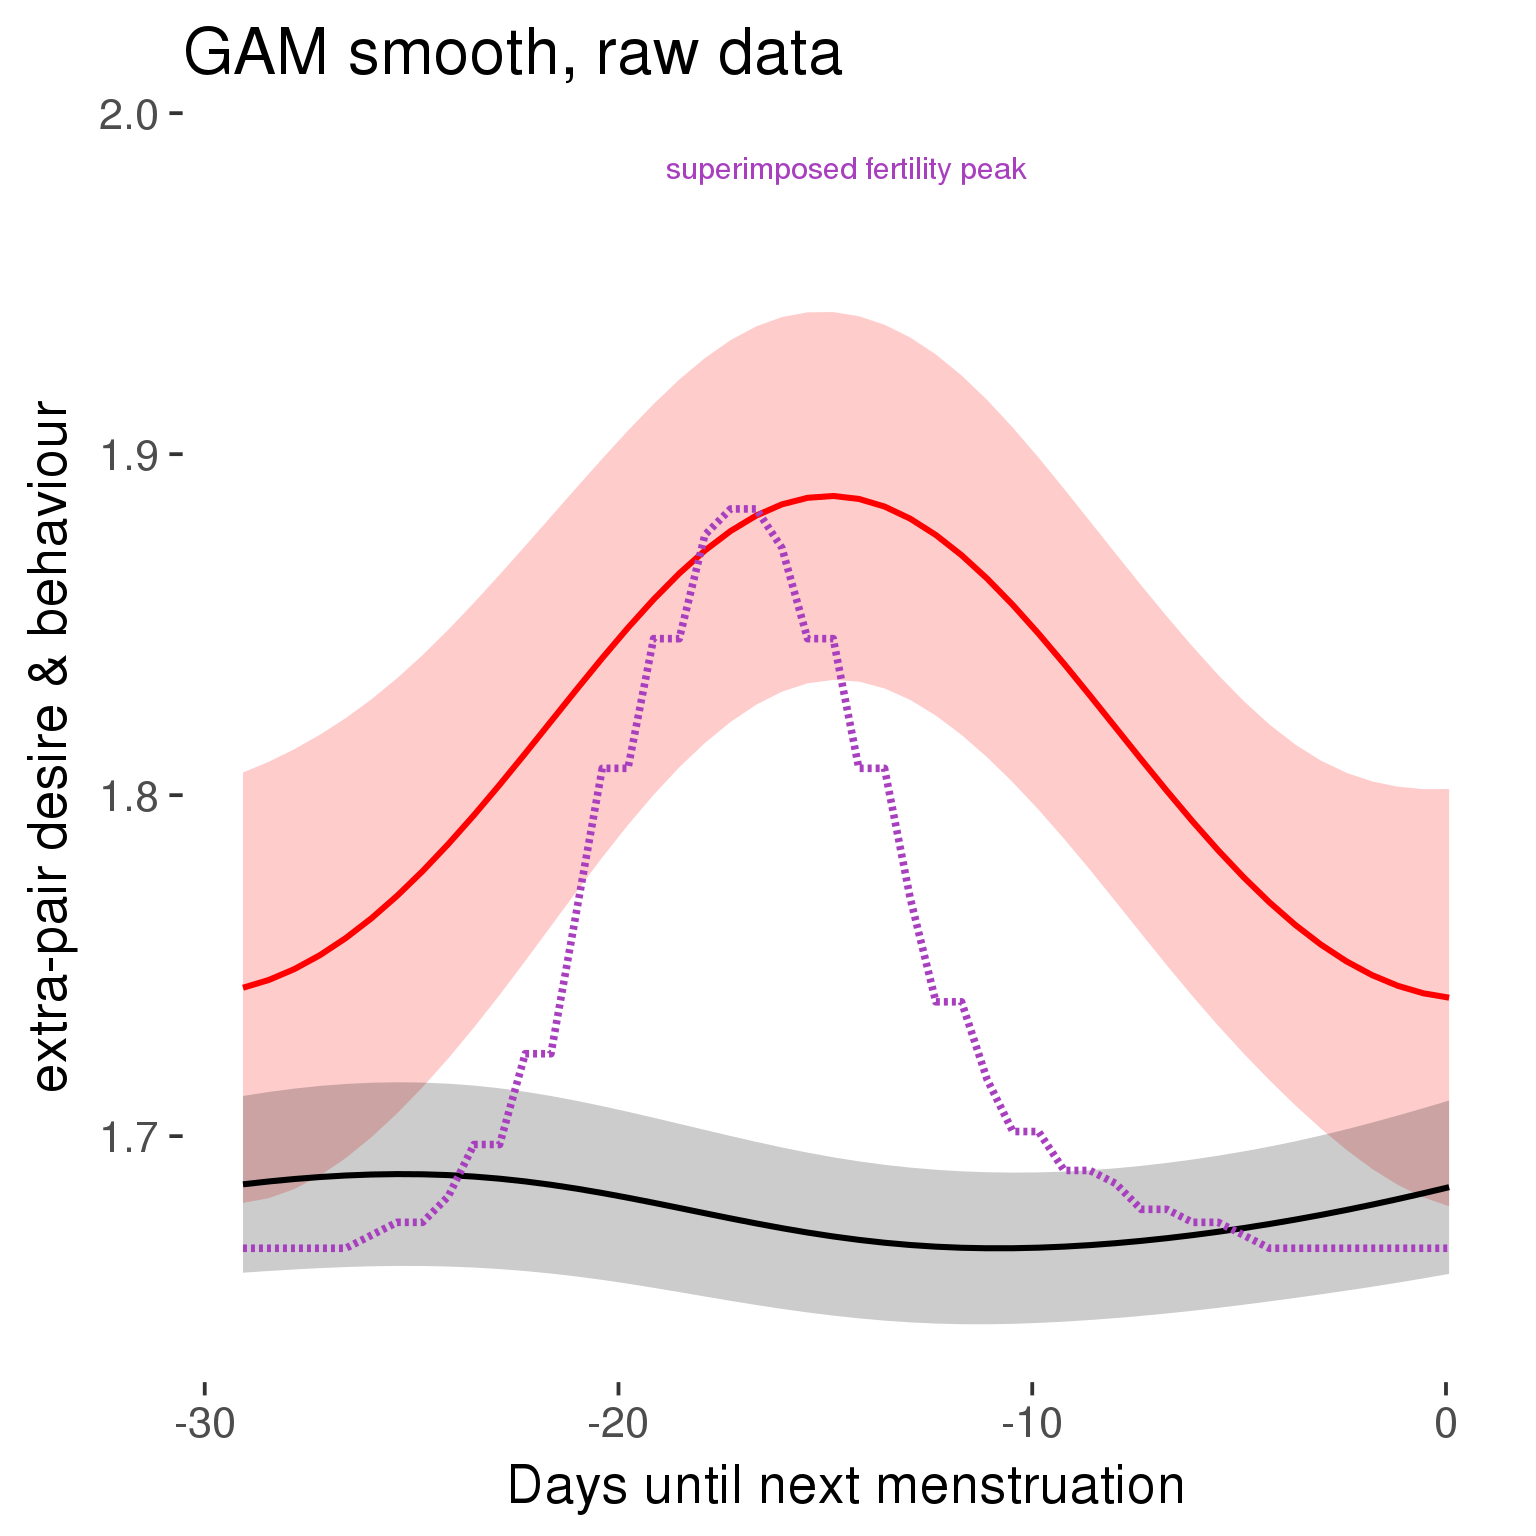 GAM smooth, raw data
superimposed fertility peak
extra-pair desire & behaviour
2.0
1.9
1.8
1.7
-30
-20
-10
0
Days until next menstruation